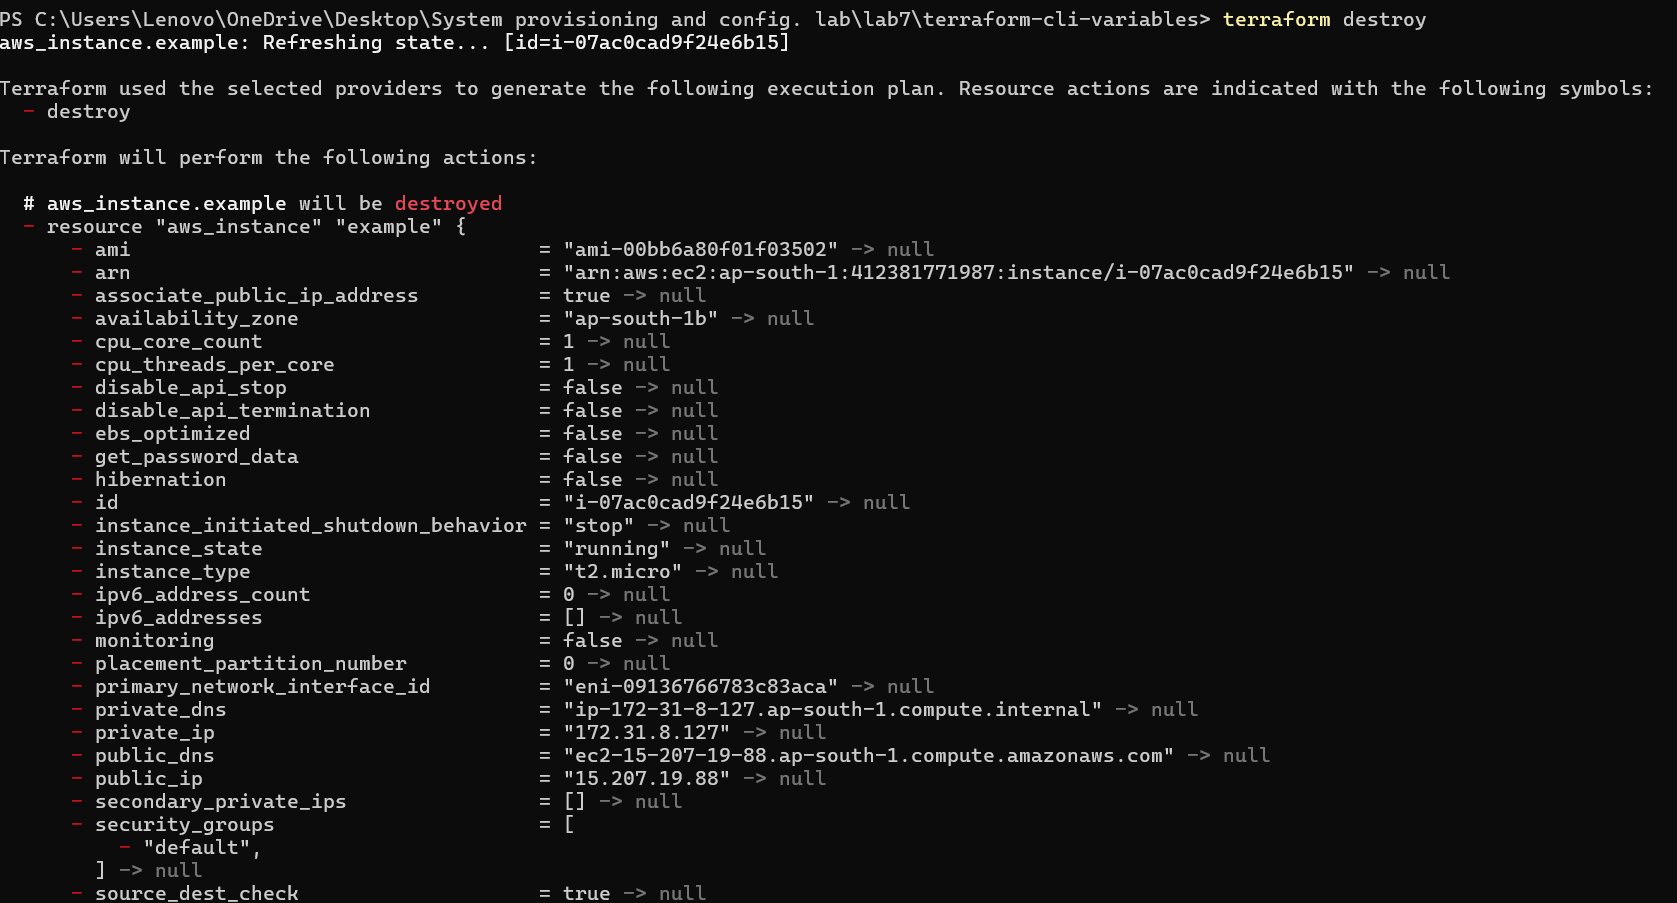 PS C:\Users\Lenovo\OneDrive\Desktop\System provisioning and config. lab\lab7\terraform-cli-variables> terraform destroy
aws_instance.example: Refreshing state... [id=i-07ac0cad9f24e6b15]
Terraform used the selected providers to generate the following execution plan. Resource actions are indicated with the following symbols:
- destroy
Terraform will perform the following actions:
# aws_instance.example will be destroyed
- resource "aws_instance" "example" {
- ami = "ami-00bb6a80f01f03502" -> null
- arn = "arn:aws:ec2:ap-south-1:412381771987:instance/i-07ac0cad9f24e6b15" -> null
- associate_public_ip_address = true -> null
- availability_zone = "ap-south-1b" -> null
- cpu_core_count = 1 -> null
- cpu_threads_per_core = 1 -> null
- disable_api_stop = false -> null
- disable_api_termination = false -> null
- ebs_optimized = false -> null
- get_password_data = false -> null
- hibernation = false -> null
- id = "i-07ac0cad9f24e6b15" -> null
- instance_initiated_shutdown_behavior = "stop" -> null
- instance_state = "running" -> null
- instance_type = "t2.micro" -> null
- ipv6_address_count = 0 -> null
- ipv6_addresses = [] -> null
- monitoring = false -> null
- placement_partition_number = 0 -> null
- primary_network_interface_id = "eni-09136766783c83aca" -> null
- private_dns = "ip-172-31-8-127.ap-south-1.compute.internal" -> null
- private_ip = "172.31.8.127" -> null
- public_dns = "ec2-15-207-19-88.ap-south-1.compute.amazonaws.com" -> null
- public_ip = "15.207.19.88" -> null
- secondary_private_ips = [] -> null
- security_groups = [
- "default",
] -> null
- source_dest_check = true -> null